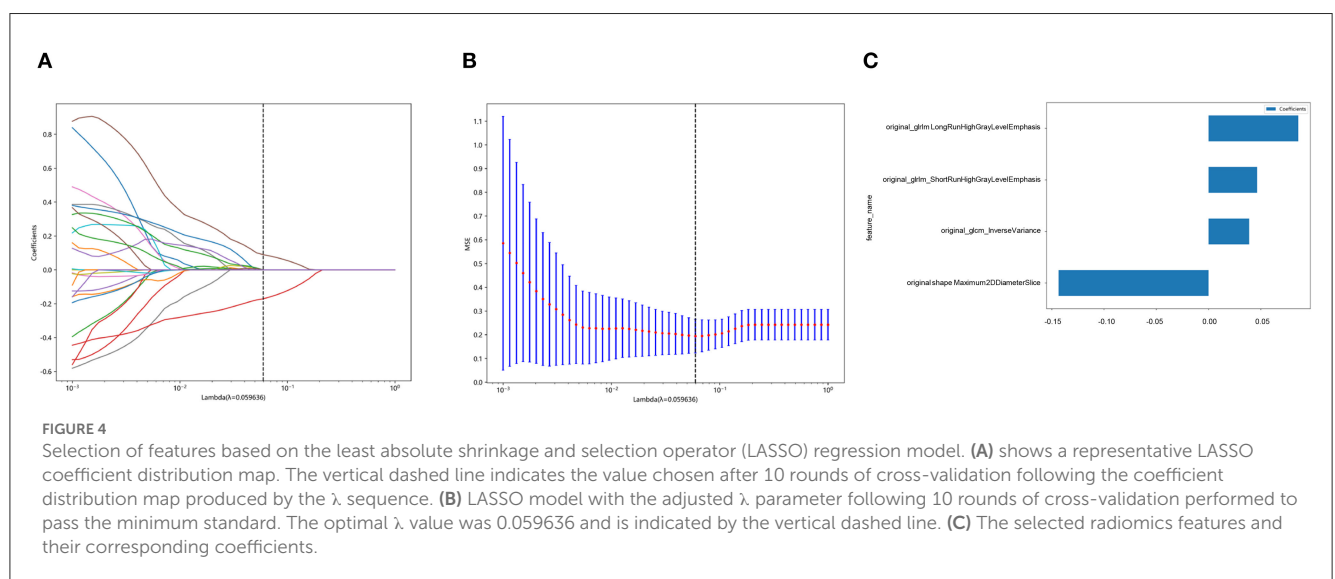 A
B
C
0.8
0.6
0.4
0.2
0.0
-0.2
-0.4
-0.6
Coefficients
10⁻³
10⁻²
10⁻¹
10⁰
Lambda(λ=0.059636)
1.2
1.1
1.0
0.9
0.8
0.7
0.6
0.5
0.4
0.3
0.2
0.1
0.0
MSE
10⁻³
10⁻²
10⁻¹
10⁰
Lambda(λ=0.059636)
Coefficients
original_glrlm LongRunHighGrayLevelEmphasis
original_glrlm_ShortRunHighGrayLevelEmphasis
original_glcm_InverseVariance
original shape Maximum2DDiameterSlice
feature_name
-0.15
-0.10
-0.05
0.00
0.05
FIGURE 4
Selection of features based on the least absolute shrinkage and selection operator (LASSO) regression model. (A) shows a representative LASSO
coefficient distribution map. The vertical dashed line indicates the value chosen after 10 rounds of cross-validation following the coefficient
distribution map produced by the λ sequence. (B) LASSO model with the adjusted λ parameter following 10 rounds of cross-validation performed to
pass the minimum standard. The optimal λ value was 0.059636 and is indicated by the vertical dashed line. (C) The selected radiomics features and
their corresponding coefficients.